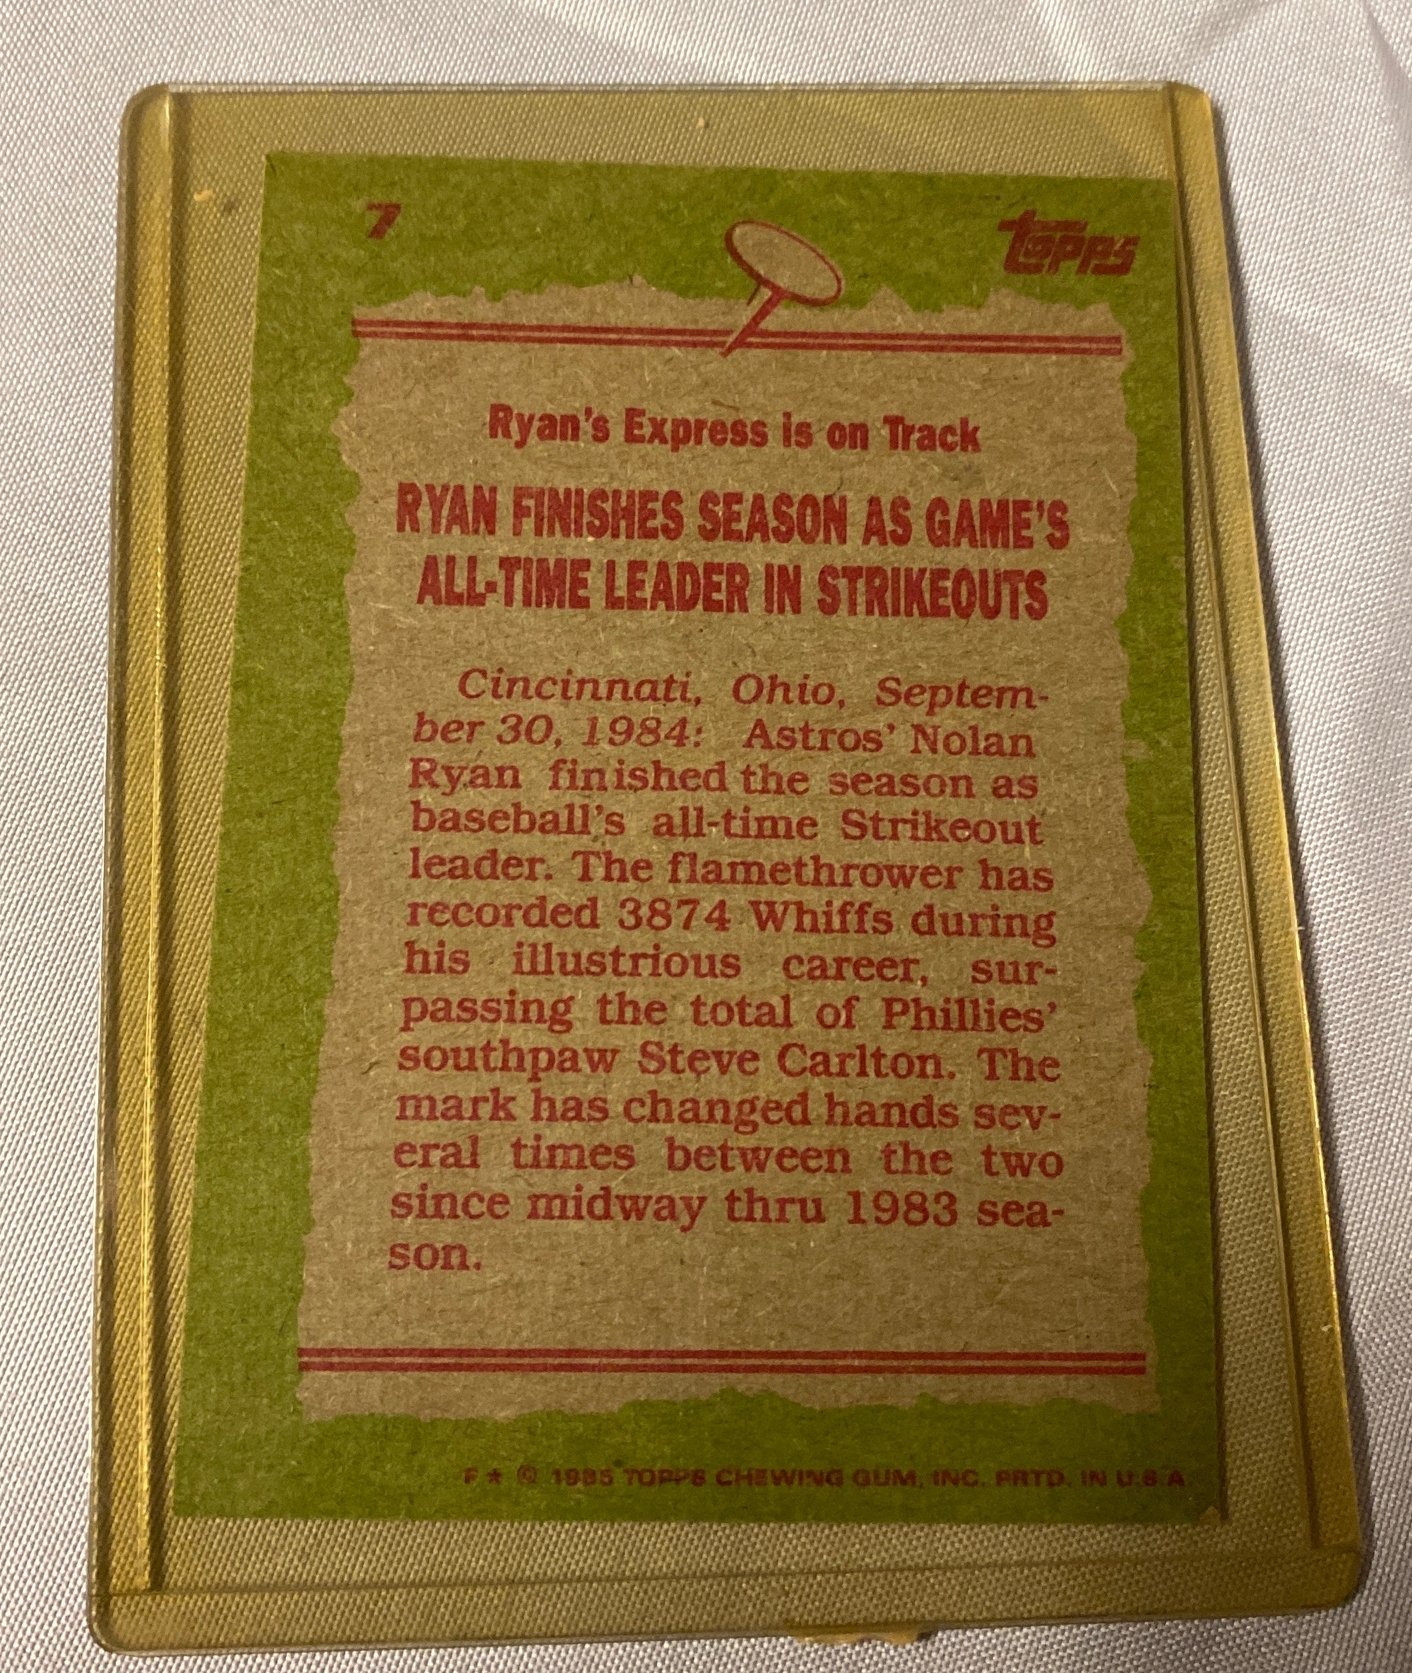 7
topps
Ryan's Express is on Track
RYAN FINISHES SEASON AS GAME'S
ALL-TIME LEADER IN STRIKEOUTS
Cincinnati, Ohio, Septem-
ber 30, 1984: Astros' Nolan
Ryan finished the season as
baseball's all-time Strikeout
leader. The flamethrower has
recorded 3874 Whiffs during
his illustrious career, sur-
passing the total of Phillies'
southpaw Steve Carlton. The
mark has changed hands sev-
eral times between the two
since midway thru 1983 sea-
son.
F ★ © 1985 TOPPS CHEWING GUM, INC. PRTD. IN U.S.A